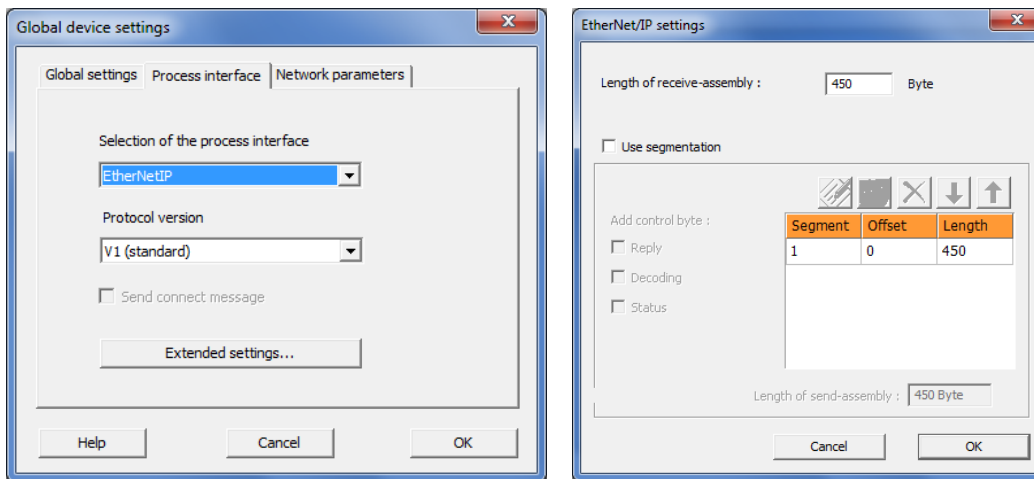 Global device settings
Global settings Process interface Network parameters
Selection of the process interface
EtherNetIP
Protocol version
V1 (standard)
Send connect message
Extended settings...
Help Cancel OK
EtherNet/IP settings
Length of receive-assembly : 450 Byte
Use segmentation
Add control byte :
Reply
Decoding
Status
Segment Offset Length
1 0 450
Length of send-assembly : 450 Byte
Cancel OK